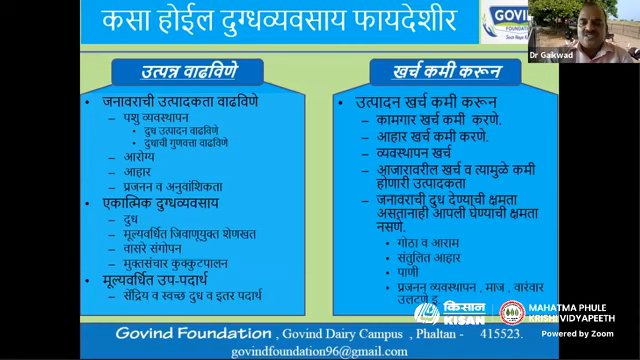 कसा होईल दुग्धव्यवसाय फायदेशीर
GOVIND
FOUNDATION
Dr Gaikwad
उत्पन्न वाढविणे
• जनावराची उत्पादकता वाढविणे
– पशु व्यवस्थापन
• दुध उत्पादन वाढविणे
• दुधाची गुणवत्ता वाढविणे
– आरोग्य
– आहार
– प्रजनन व अनुवांशिकता
• एकात्मिक दुग्धव्यवसाय
– दुध
– मूल्यवर्धित जिवाणूयुक्त शेणखत
– वासरे संगोपन
– मुक्तसंचार कुक्कुटपालन
• मूल्यवर्धित उप-पदार्थ
– सेंद्रिय व स्वच्छ दुध व इतर पदार्थ
खर्च कमी करून
• उत्पादन खर्च कमी करून
– कामगार खर्च कमी करणे.
– आहार खर्च कमी करणे.
– व्यवस्थापन खर्च
– आजारावरील खर्च व त्यामुळे कमी
होणारी उत्पादकता
– जनावराची दुध देण्याची क्षमता
असतानाही आपली घेण्याची क्षमता
नसणे.
• गोठा व आराम
• संतुलित आहार
• पाणी
• प्रजनन व्यवस्थापन , माज , वारंवार
उलटणे इ
किसान
KISAN
MAHATMA PHULE
KRISHI VIDYAPEETH
Powered by Zoom
Govind Foundation , Govind Dairy Campus , Phaltan - 415523.
govindfoundation96@gmail.com